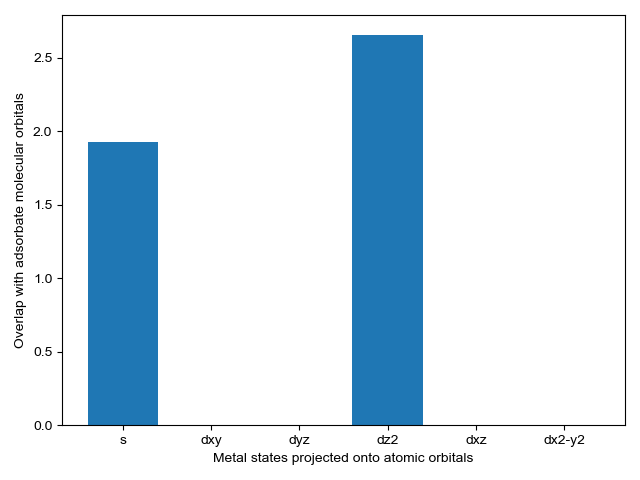 Overlap with adsorbate molecular orbitals
2.5
2.0
1.5
1.0
0.5
0.0
s dxy dyz dz2 dxz dx2-y2
Metal states projected onto atomic orbitals